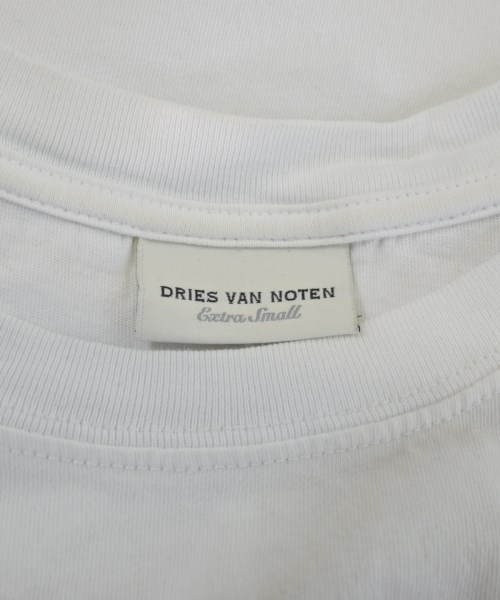 DRIES VAN NOTEN
Extra Small